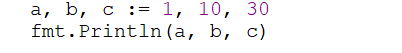 a, b, c := 1, 10, 30
fmt.Println(a, b, c)